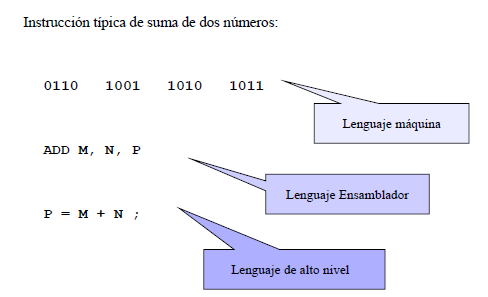 Instrucción típica de suma de dos números:
0110 1001 1010 1011
Lenguaje máquina
ADD M, N, P
Lenguaje Ensamblador
P = M + N ;
Lenguaje de alto nivel